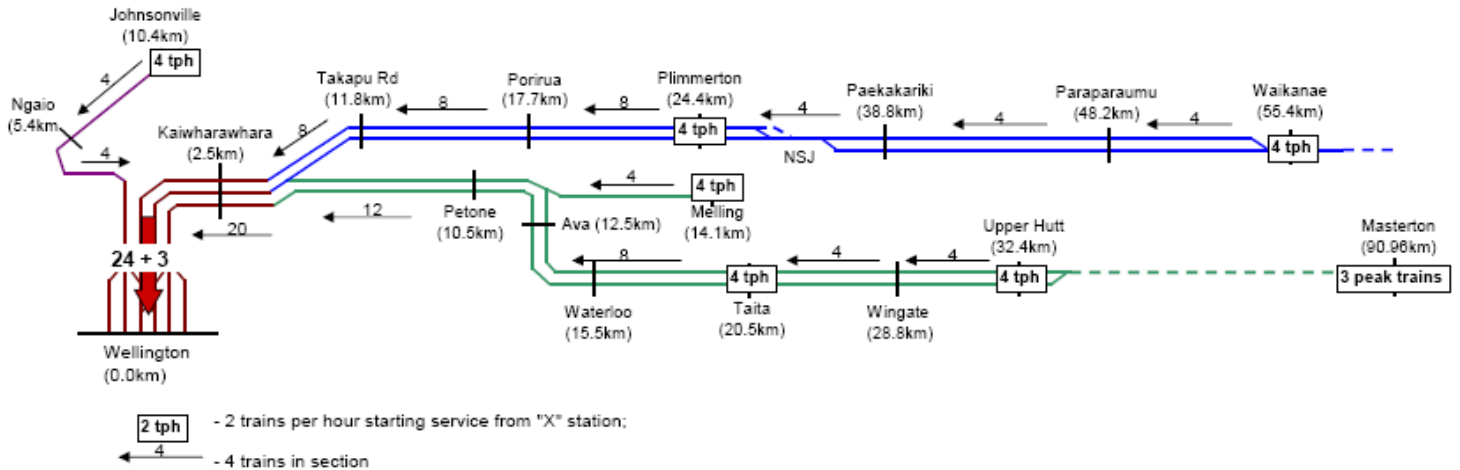 Johnsonville
(10.4km)
4 tph
4
Ngaio
(5.4km
4
Kaiwharawhara
(2.5km)
8
Takapu Rd
(11.8km)
8
Porirua
(17.7km)
8
Plimmerton
(24.4km)
4 tph
4
NSJ
Paekakariki
(38.8km)
4
Paraparaumu
(48.2km)
4
Waikanae
(55.4km)
4 tph
20
12
Petone
(10.5km)
Ava (12.5km)
4
4 tph
Melling
(14.1km)
8
Waterloo
(15.5km)
4 tph
Taita
(20.5km)
4
Wingate
(28.8km)
4
Upper Hutt
(32.4km)
4 tph
Masterton
(90.96km)
3 peak trains
24 + 3
Wellington
(0.0km)
2 tph - 2 trains per hour starting service from "X" station;
4 - 4 trains in section